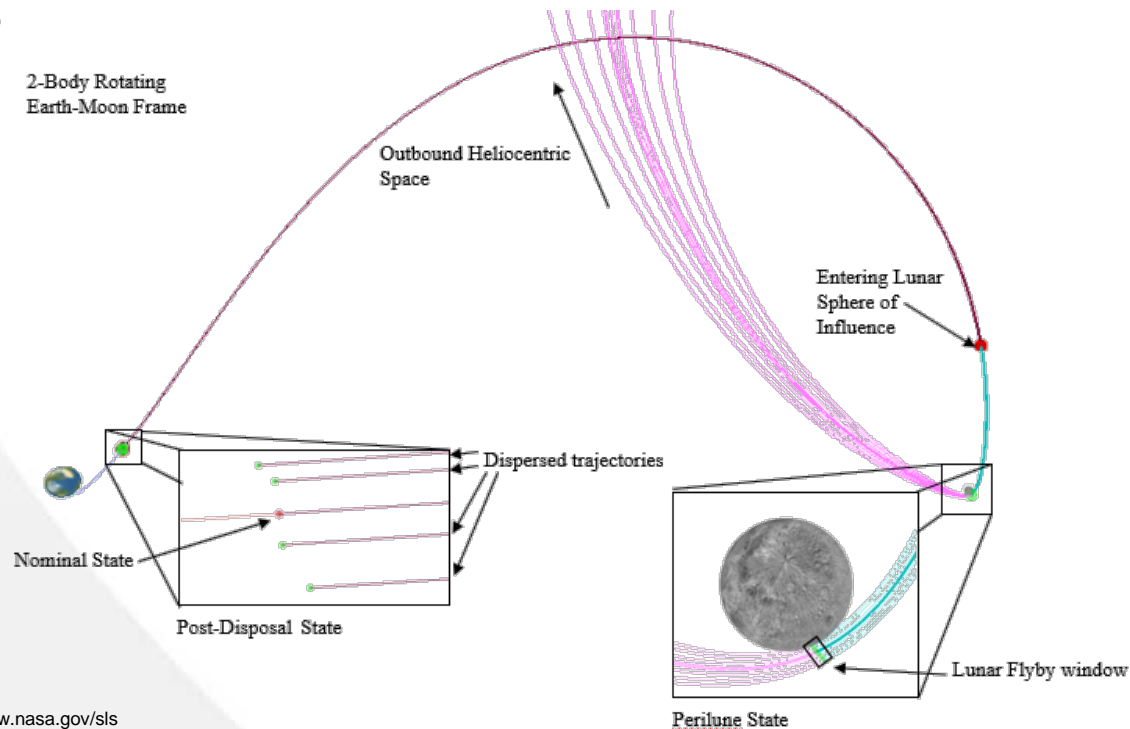 2-Body Rotating
Earth-Moon Frame
Outbound Heliocentric
Space
Entering Lunar
Sphere of
Influence
Dispersed trajectories
Nominal State
Post-Disposal State
Lunar Flyby window
Perilune State
w.nasa.gov/sls